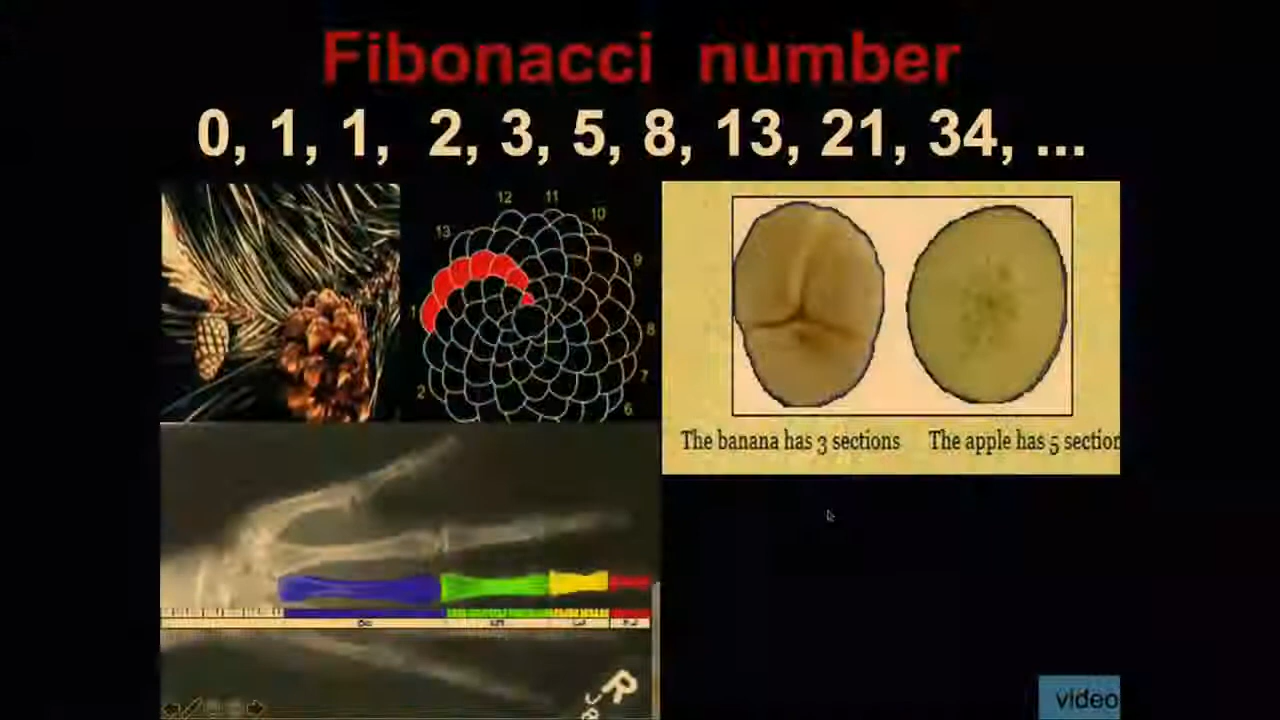 Fibonacci number
0, 1, 1, 2, 3, 5, 8, 13, 21, 34, ...
12 11
10
13
9
1
8
7
2
6
The banana has 3 sections The apple has 5 section
R
video